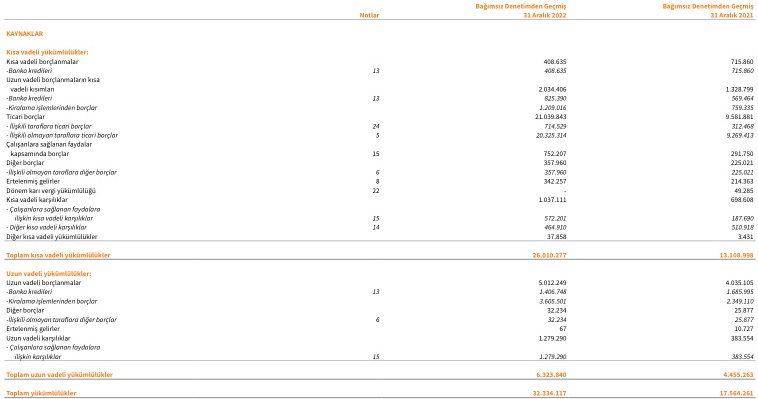 Bağımsız Denetimden Geçmiş Bağımsız Denetimden Geçmiş
Notlar 31 Aralık 2022 31 Aralık 2021
KAYNAKLAR
Kısa vadeli yükümlülükler:
Kısa vadeli borçlanmalar 408.635 715.860
-Banka kredileri 13 408.635 715.860
Uzun vadeli borçlanmaların kısa
vadeli kısımları 2.034.406 1.328.799
-Banka kredileri 13 825.390 569.464
-Kiralama işlemlerinden borçlar 1.209.016 759.335
Ticari borçlar 21.039.843 9.581.881
- İlişkili taraflara ticari borçlar 24 714.529 312.468
- İlişkili olmayan taraflara ticari borçlar 5 20.325.314 9.269.413
Çalışanlara sağlanan faydalar
kapsamında borçlar 15 752.207 291.750
Diğer borçlar 357.960 225.021
-İlişkili olmayan taraflara diğer borçlar 6 357.960 225.021
Ertelenmiş gelirler 8 342.257 214.363
Dönem karı vergi yükümlülüğü 22 - 49.285
Kısa vadeli karşılıklar 1.037.111 698.608
- Çalışanlara sağlanan faydalara
ilişkin kısa vadeli karşılıklar 15 572.201 187.690
- Diğer kısa vadeli karşılıklar 14 464.910 510.918
Diğer kısa vadeli yükümlülükler 37.858 3.431
Toplam kısa vadeli yükümlülükler 26.010.277 13.108.998
Uzun vadeli yükümlülükler:
Uzun vadeli borçlanmalar 5.012.249 4.035.105
-Banka kredileri 13 1.406.748 1.685.995
-Kiralama işlemlerinden borçlar 3.605.501 2.349.110
Diğer borçlar 32.234 25.877
-İlişkili olmayan taraflara diğer borçlar 6 32.234 25.877
Ertelenmiş gelirler 67 10.727
Uzun vadeli karşılıklar 1.279.290 383.554
- Çalışanlara sağlanan faydalara
ilişkin karşılıklar 15 1.279.290 383.554
Toplam uzun vadeli yükümlülükler 6.323.840 4.455.263
Toplam yükümlülükler 32.334.117 17.564.261